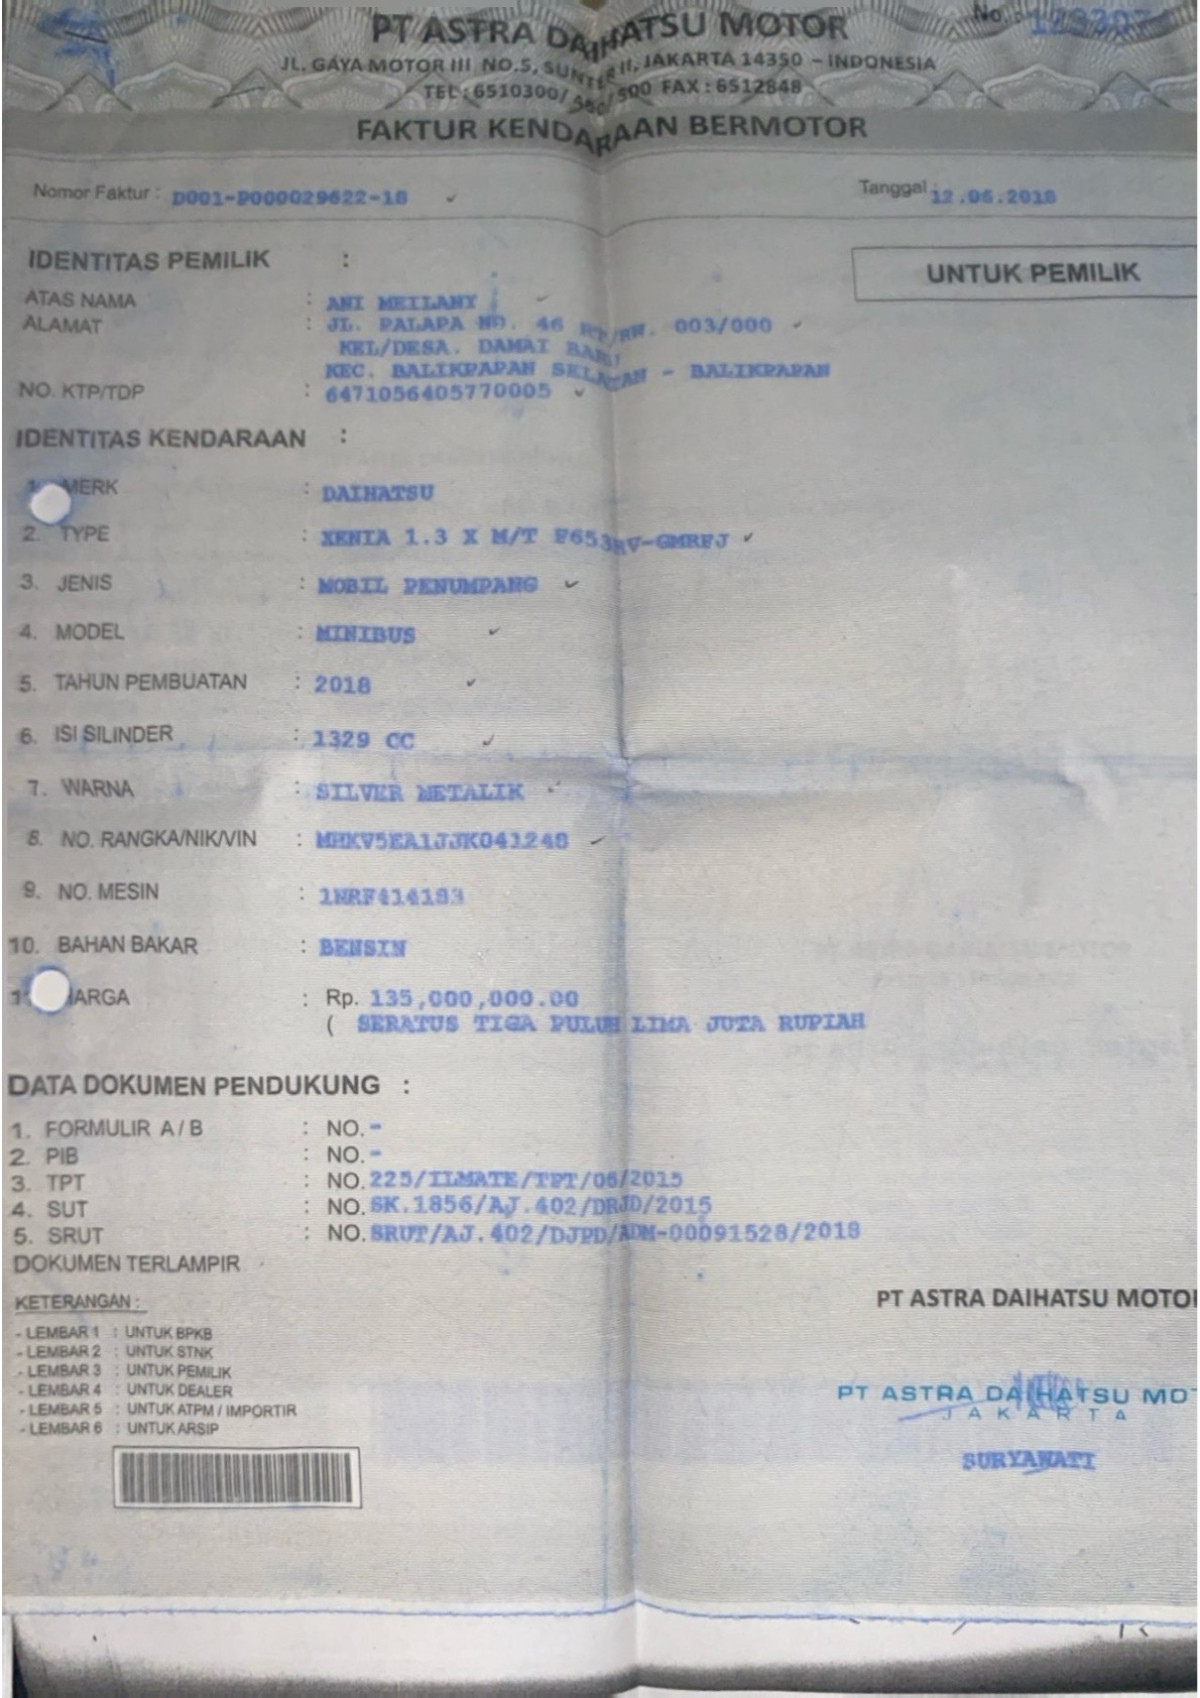 No. : 1293074
PT ASTRA DAIHATSU MOTOR
JL. GAYA MOTOR III NO.5, SUNTER II, JAKARTA 14350 – INDONESIA
TEL : 6510300/ 350/ 500 FAX : 6512848
FAKTUR KENDARAAN BERMOTOR
Nomor Faktur : D001-P000029622-18
Tanggal : 12.06.2018
IDENTITAS PEMILIK :
UNTUK PEMILIK
ATAS NAMA : ANI MEILANY
ALAMAT : JL. PALAPA NO. 46 RT/RW. 003/000
KEL/DESA. DAMAI BARU
KEC. BALIKPAPAN SELATAN - BALIKPAPAN
NO. KTP/TDP : 6471056405770005
IDENTITAS KENDARAAN :
1. MERK : DAIHATSU
2. TYPE : XENIA 1.3 X M/T F653RV-GMRFJ
3. JENIS : MOBIL PENUMPANG
4. MODEL : MINIBUS
5. TAHUN PEMBUATAN : 2018
6. ISI SILINDER : 1329 CC
7. WARNA : SILVER METALIK
8. NO. RANGKA/NIK/VIN : MHKV5EA1JJK041248
9. NO. MESIN : 1NRF414183
10. BAHAN BAKAR : BENSIN
HARGA : Rp. 135,000,000.00
( SERATUS TIGA PULUH LIMA JUTA RUPIAH
DATA DOKUMEN PENDUKUNG :
1. FORMULIR A / B : NO. -
2. PIB : NO. -
3. TPT : NO. 225/ILMATE/TPT/06/2015
4. SUT : NO. SK.1856/AJ.402/DRJD/2015
5. SRUT : NO. SRUT/AJ.402/DJPD/ADM-00091528/2018
DOKUMEN TERLAMPIR
KETERANGAN :
PT ASTRA DAIHATSU MOTOR
- LEMBAR 1 : UNTUK BPKB
- LEMBAR 2 : UNTUK STNK
- LEMBAR 3 : UNTUK PEMILIK
- LEMBAR 4 : UNTUK DEALER
- LEMBAR 5 : UNTUK ATPM / IMPORTIR
- LEMBAR 6 : UNTUK ARSIP
PT ASTRA DAIHATSU MOT
JAKARTA
SURYAWATI